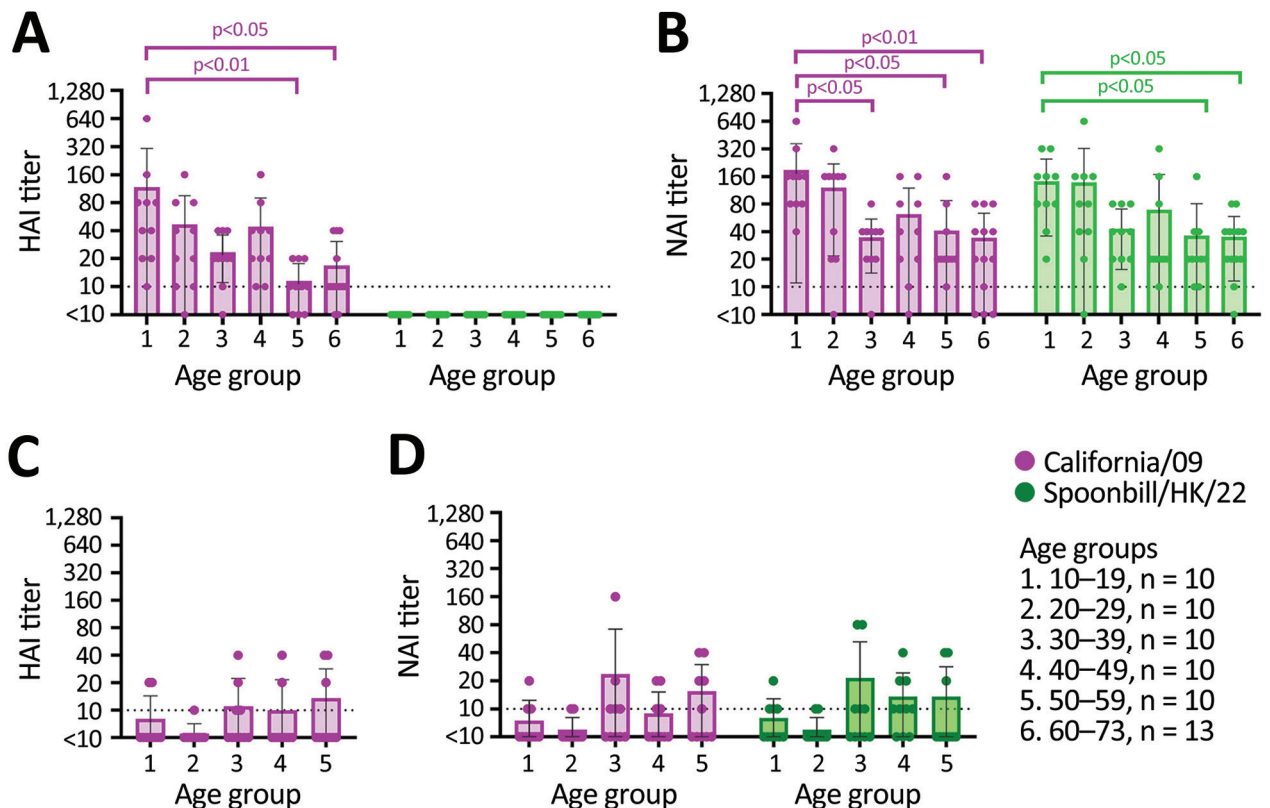 A
p<0.05
p<0.01
HAI titer
1,280
640
320
160
80
40
20
10
<10
1 2 3 4 5 6
1 2 3 4 5 6
Age group
Age group
B
p<0.01
p<0.05
p<0.05
p<0.05
p<0.05
NAI titer
1,280
640
320
160
80
40
20
10
<10
1 2 3 4 5 6
1 2 3 4 5 6
Age group
Age group
C
HAI titer
1,280
640
320
160
80
40
20
10
<10
1 2 3 4 5
Age group
D
NAI titer
1,280
640
320
160
80
40
20
10
<10
1 2 3 4 5
1 2 3 4 5
Age group
Age group
California/09
Spoonbill/HK/22
Age groups
1. 10–19, n = 10
2. 20–29, n = 10
3. 30–39, n = 10
4. 40–49, n = 10
5. 50–59, n = 10
6. 60–73, n = 13